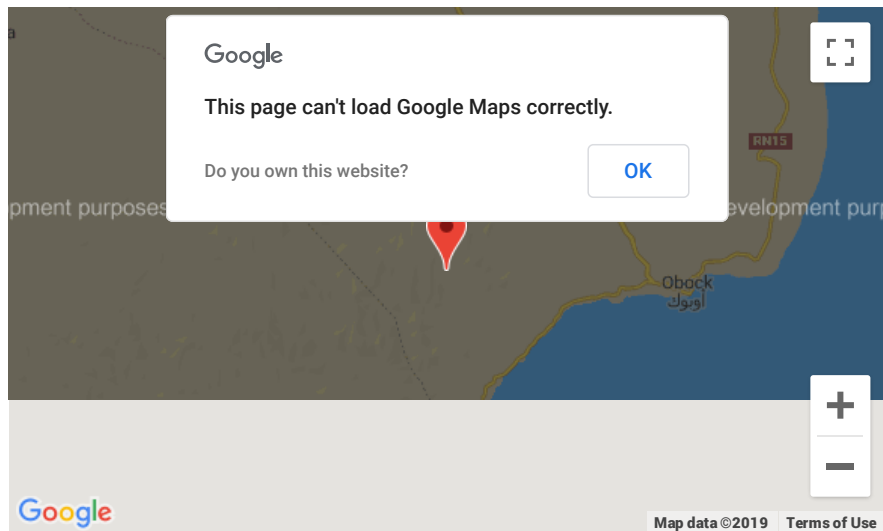 a
Google
This page can't load Google Maps correctly.
Do you own this website?
OK
RN15
pment purposes
evelopment purp
Obock
أوبوك
Google
Map data ©2019 Terms of Use